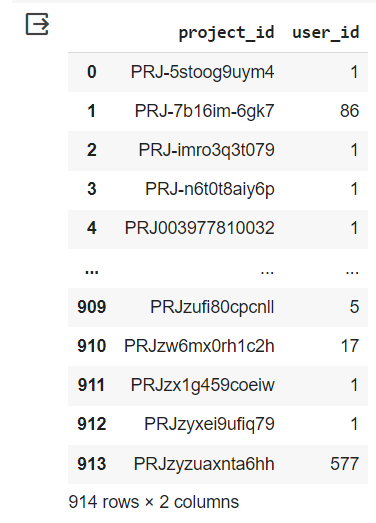 project_id user_id
0 PRJ-5stoog9uym4 1
1 PRJ-7b16im-6gk7 86
2 PRJ-imro3q3t079 1
3 PRJ-n6t0t8aiy6p 1
4 PRJ003977810032 1
... ... ...
909 PRJzufi80cpcnll 5
910 PRJzw6mx0rh1c2h 17
911 PRJzx1g459coeiw 1
912 PRJzyxei9ufiq79 1
913 PRJzyzuaxnta6hh 577
914 rows × 2 columns